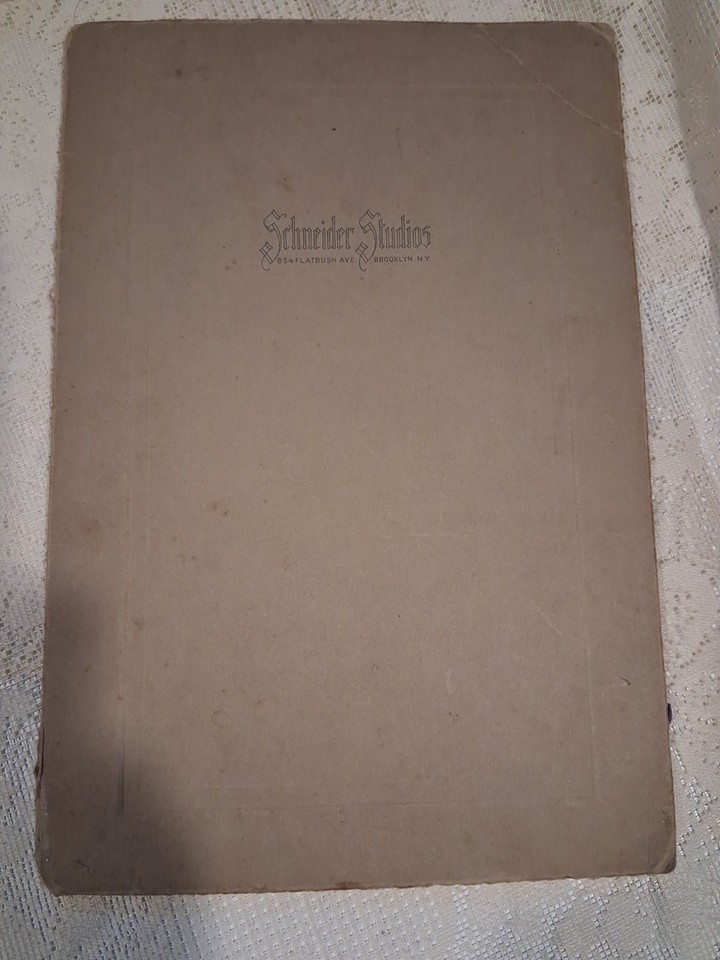 Schneider Studios
854 FLATBUSH AVE. BROOKLYN. N.Y.